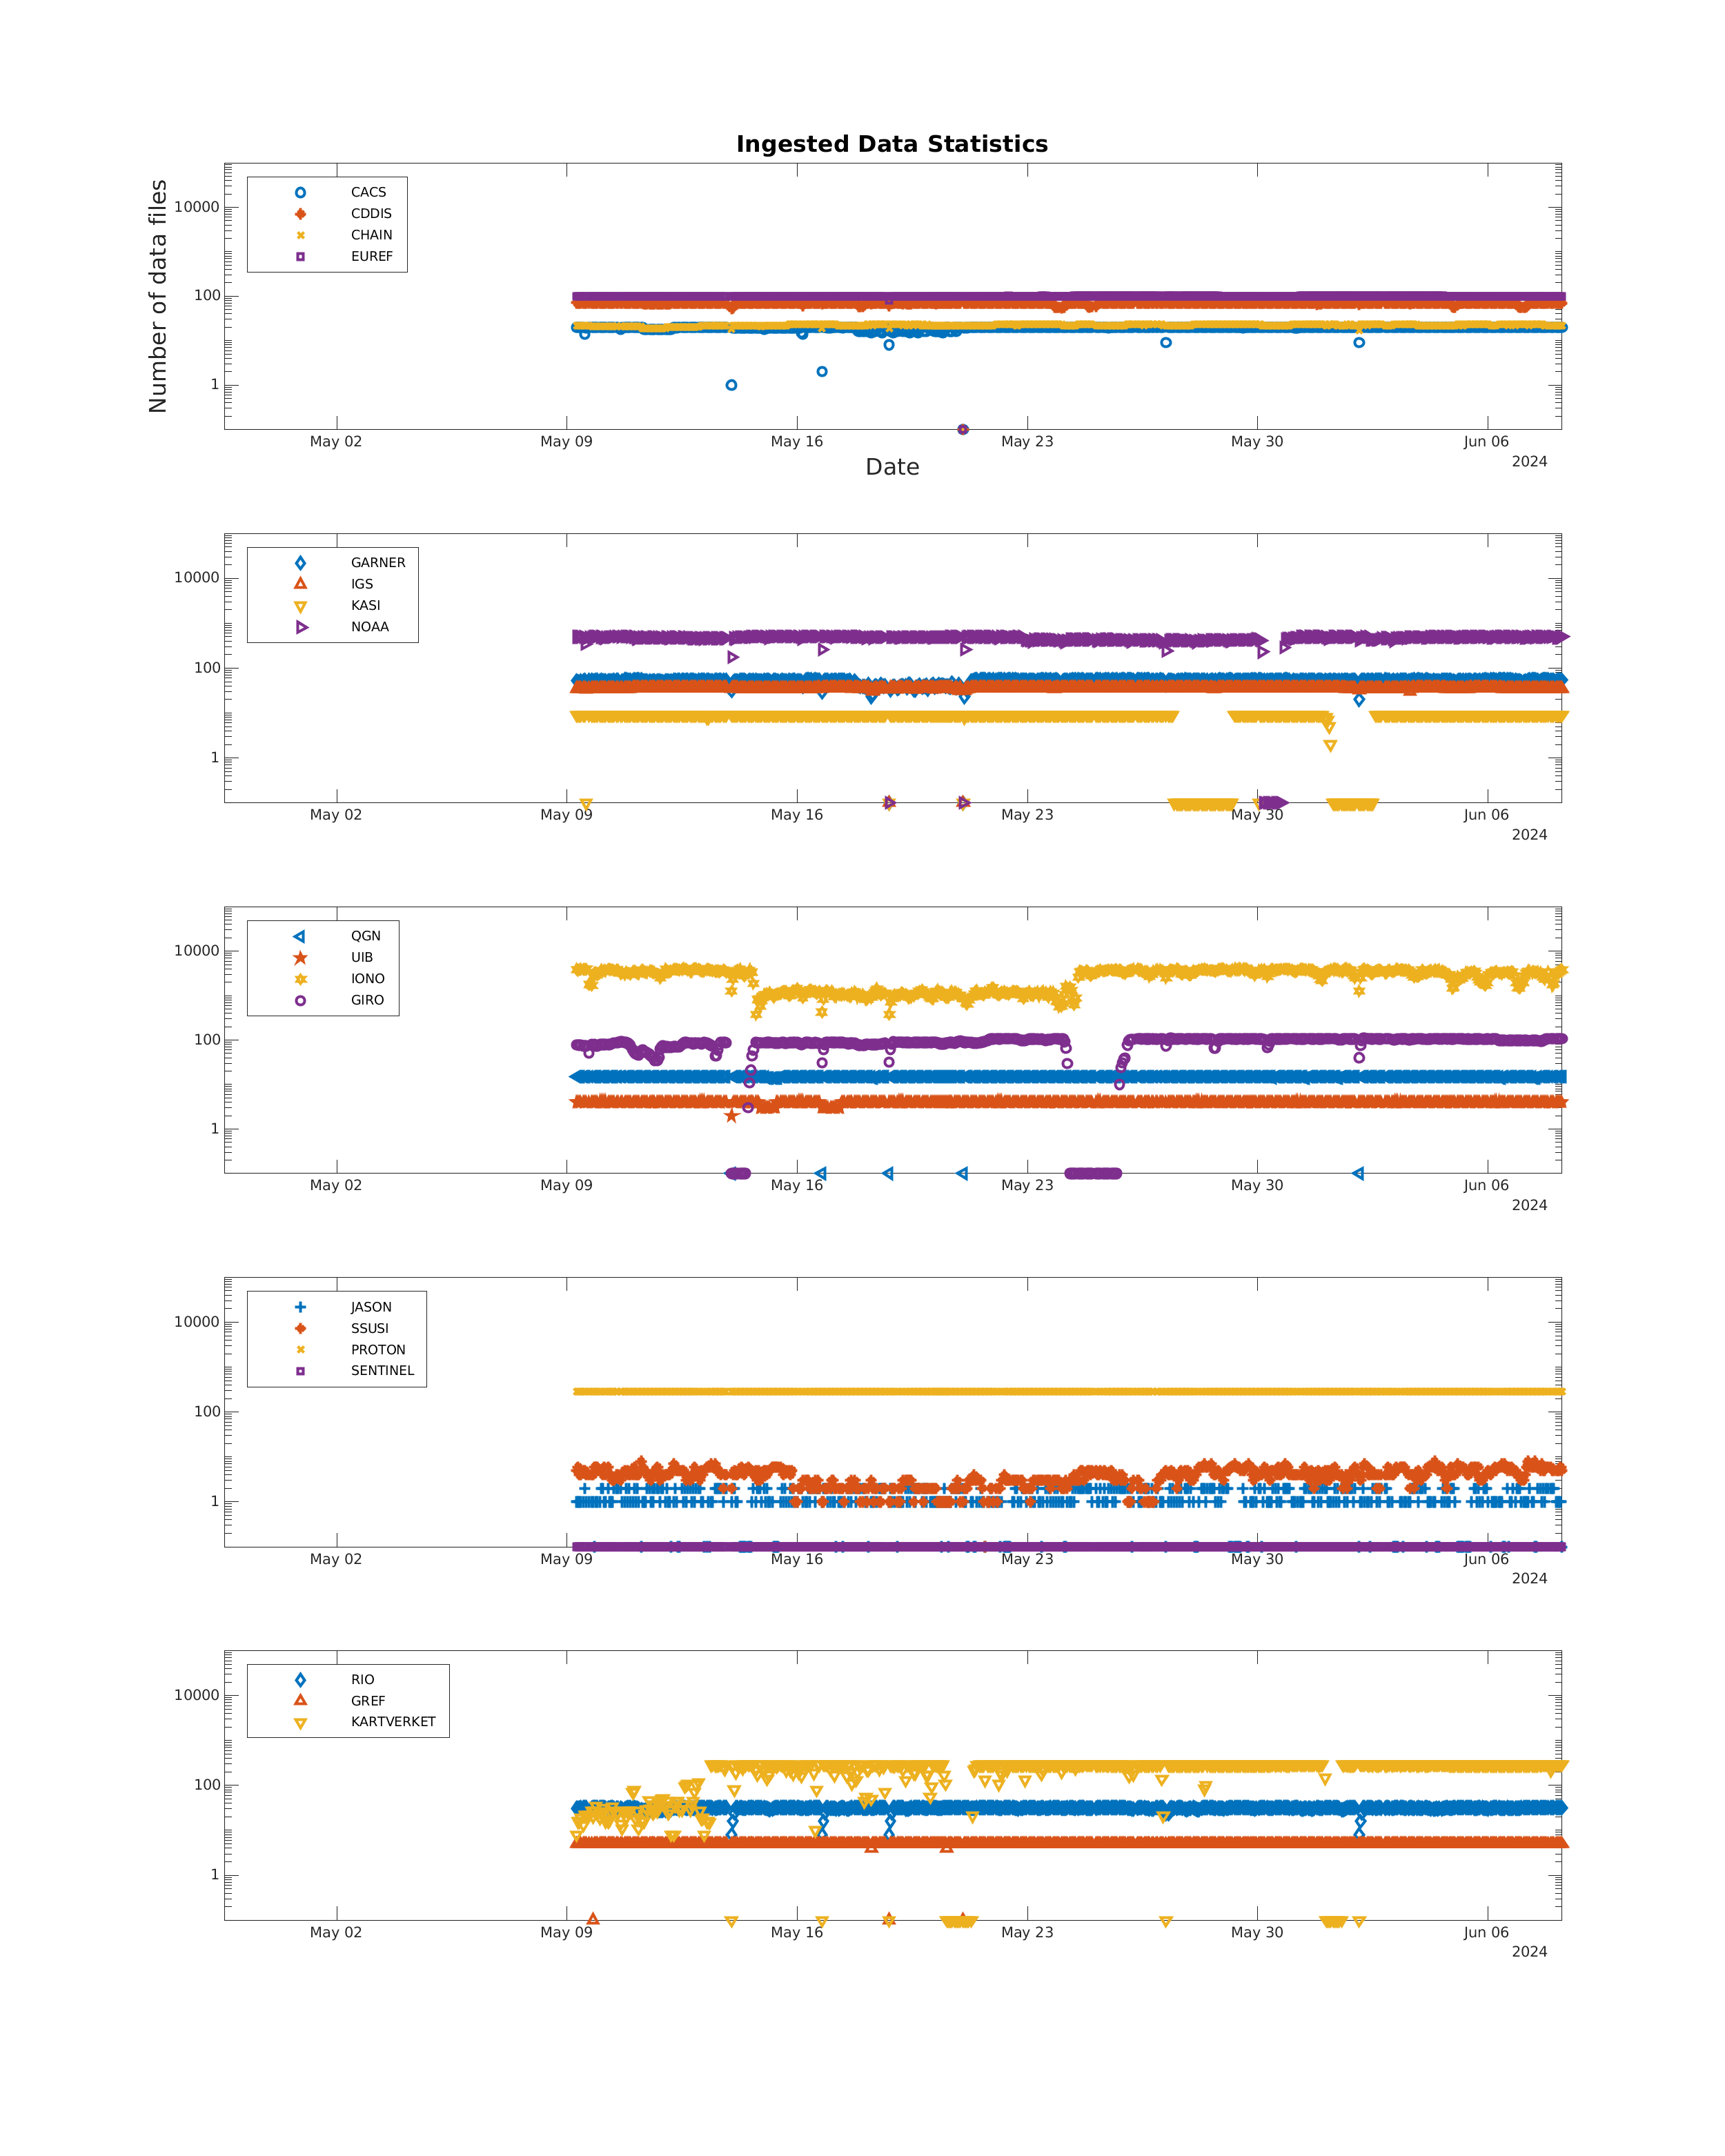 Ingested Data Statistics
Number of data files
10000
100
1
CACS
CDDIS
CHAIN
EUREF
May 02 May 09 May 16 May 23 May 30 Jun 06
2024
Date
10000
100
1
GARNER
IGS
KASI
NOAA
May 02 May 09 May 16 May 23 May 30 Jun 06
2024
10000
100
1
QGN
UIB
IONO
GIRO
May 02 May 09 May 16 May 23 May 30 Jun 06
2024
10000
100
1
JASON
SSUSI
PROTON
SENTINEL
May 02 May 09 May 16 May 23 May 30 Jun 06
2024
10000
100
1
RIO
GREF
KARTVERKET
May 02 May 09 May 16 May 23 May 30 Jun 06
2024